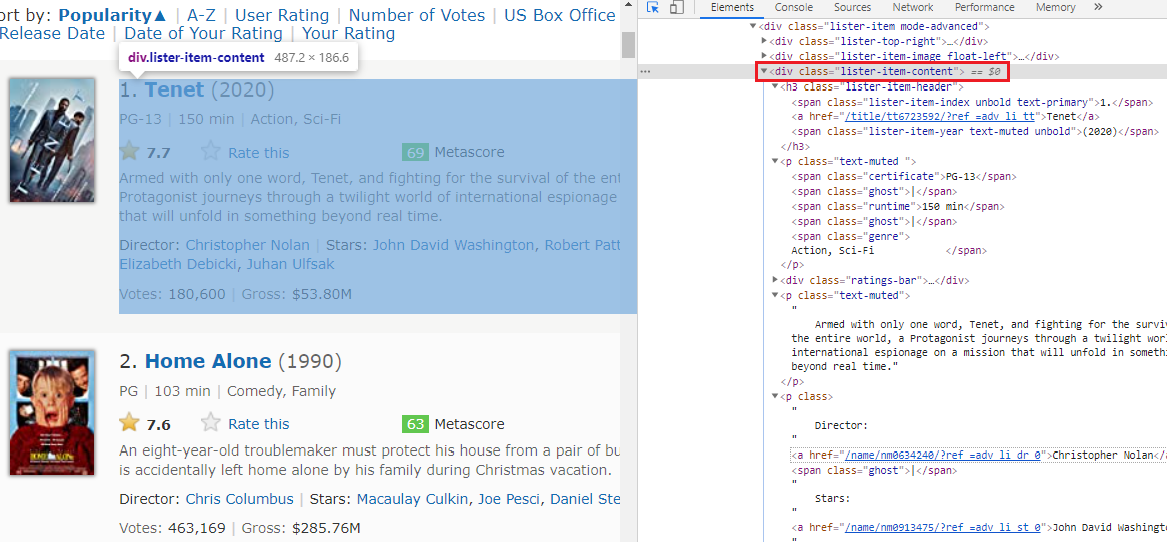 ort by: Popularity▲ | A-Z | User Rating | Number of Votes | US Box Office
Release Date | Date of Your Rating | Your Rating
div.lister-item-content 487.2 × 186.6
1. Tenet (2020)
PG-13 | 150 min | Action, Sci-Fi
7.7 Rate this 69 Metascore
Armed with only one word, Tenet, and fighting for the survival of the ent
Protagonist journeys through a twilight world of international espionage
that will unfold in something beyond real time.
Director: Christopher Nolan | Stars: John David Washington, Robert Patt
Elizabeth Debicki, Juhan Ulfsak
Votes: 180,600 | Gross: $53.80M
2. Home Alone (1990)
PG | 103 min | Comedy, Family
7.6 Rate this 63 Metascore
An eight-year-old troublemaker must protect his house from a pair of bu
is accidentally left home alone by his family during Christmas vacation.
Director: Chris Columbus | Stars: Macaulay Culkin, Joe Pesci, Daniel Ste
Votes: 463,169 | Gross: $285.76M
TENET
Elements Console Sources Network Performance Memory »
▼<div class="lister-item mode-advanced">
▶<div class="lister-top-right">…</div>
▶<div class="lister-item-image float-left">…</div>
… ▼<div class="lister-item-content"> == $0
▼<h3 class="lister-item-header">
<span class="lister-item-index unbold text-primary">1.</span>
<a href="/title/tt6723592/?ref_=adv_li_tt">Tenet</a>
<span class="lister-item-year text-muted unbold">(2020)</span>
</h3>
▼<p class="text-muted ">
<span class="certificate">PG-13</span>
<span class="ghost">|</span>
<span class="runtime">150 min</span>
<span class="ghost">|</span>
<span class="genre">
Action, Sci-Fi </span>
</p>
▶<div class="ratings-bar">…</div>
▼<p class="text-muted">
"
Armed with only one word, Tenet, and fighting for the surviv
the entire world, a Protagonist journeys through a twilight worl
international espionage on a mission that will unfold in somethi
beyond real time."
</p>
▼<p class>
"
Director:
"
<a href="/name/nm0634240/?ref_=adv_li_dr_0">Christopher Nolan</a
<span class="ghost">|</span>
"
Stars:
"
<a href="/name/nm0913475/?ref_=adv_li_st_0">John David Washington
"